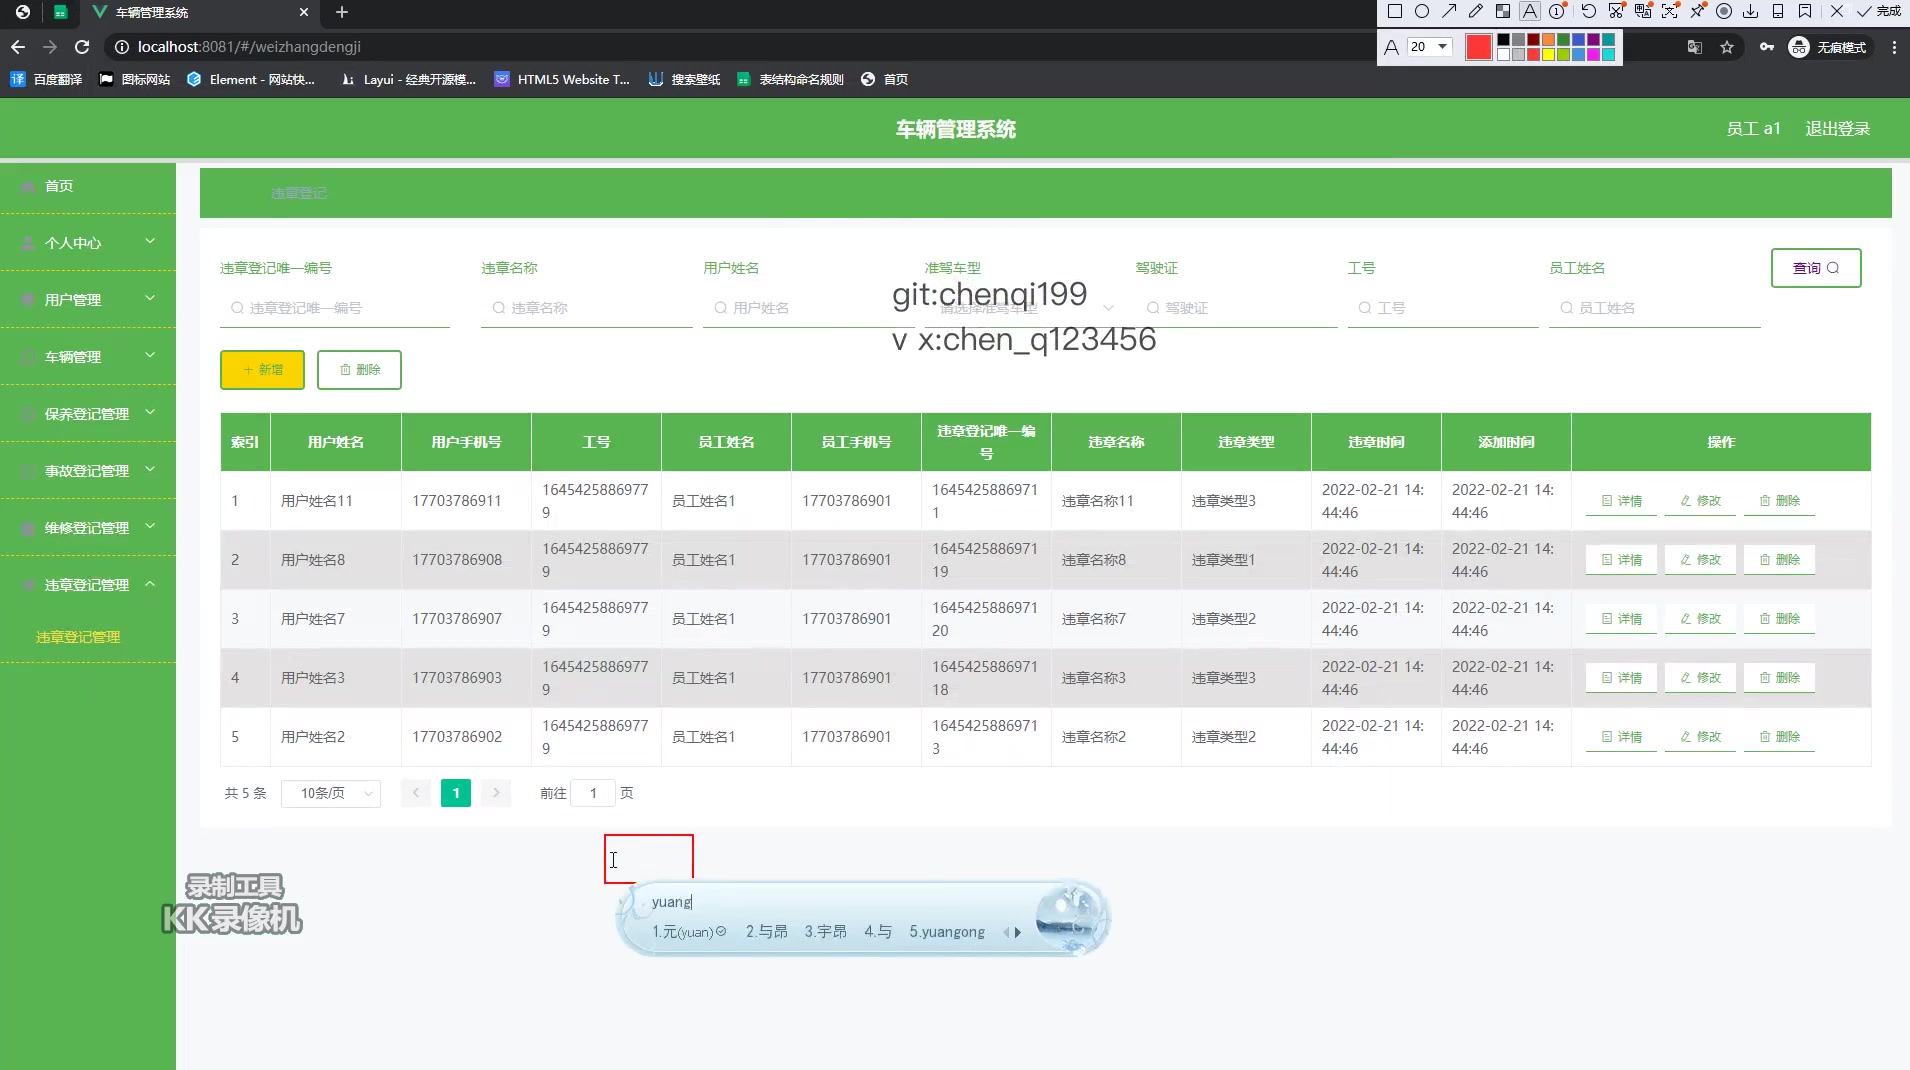 车辆管理系统
完成
localhost:8081/#/weizhangdengji
A 20
无痕模式
百度翻译 图标网站 Element - 网站快... Layui - 经典开源模... HTML5 Website T... 搜索壁纸 表结构命名规则 首页
车辆管理系统
员工 a1 退出登录
首页
个人中心
用户管理
车辆管理
保养登记管理
事故登记管理
维修登记管理
违章登记管理
违章登记管理
违章登记
违章登记唯一编号 违章名称 用户姓名 准驾车型 驾驶证 工号 员工姓名
违章登记唯一编号 违章名称 用户姓名 请选择准驾车型 驾驶证 工号 员工姓名
查询
git:chenqi199
v x:chen_q123456
新增 删除
索引 用户姓名 用户手机号 工号 员工姓名 员工手机号 违章登记唯一编号 违章名称 违章类型 违章时间 添加时间 操作
1 用户姓名11 17703786911 16454258869779 员工姓名1 17703786901 16454258869711 违章名称11 违章类型3 2022-02-21 14:44:46 2022-02-21 14:44:46 详情 修改 删除
2 用户姓名8 17703786908 16454258869779 员工姓名1 17703786901 164542588697119 违章名称8 违章类型1 2022-02-21 14:44:46 2022-02-21 14:44:46 详情 修改 删除
3 用户姓名7 17703786907 16454258869779 员工姓名1 17703786901 164542588697120 违章名称7 违章类型2 2022-02-21 14:44:46 2022-02-21 14:44:46 详情 修改 删除
4 用户姓名3 17703786903 16454258869779 员工姓名1 17703786901 164542588697118 违章名称3 违章类型3 2022-02-21 14:44:46 2022-02-21 14:44:46 详情 修改 删除
5 用户姓名2 17703786902 16454258869779 员工姓名1 17703786901 16454258869713 违章名称2 违章类型2 2022-02-21 14:44:46 2022-02-21 14:44:46 详情 修改 删除
共 5 条 10条/页 1 前往 1 页
录制工具
KK录像机
yuang
1.元(yuan) 2.与昂 3.宇昂 4.与 5.yuangong